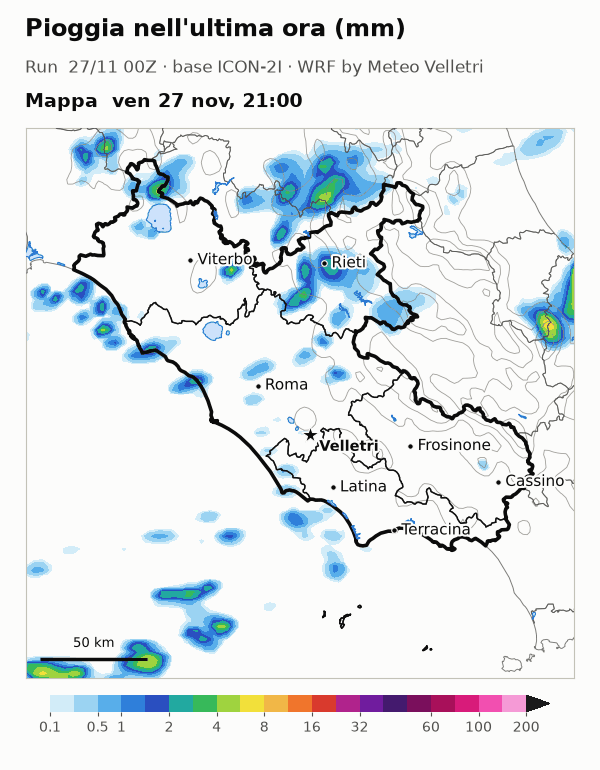 Pioggia nell'ultima ora (mm)
Run  27/11 00Z · base ICON-2I · WRF by Meteo Velletri
Mappa  ven 27 nov, 21:00
Viterbo
Rieti
Roma
Velletri
Frosinone
Latina
Cassino
Terracina
50 km
0.1 0.5 1 2 4 8 16 32 60 100 200